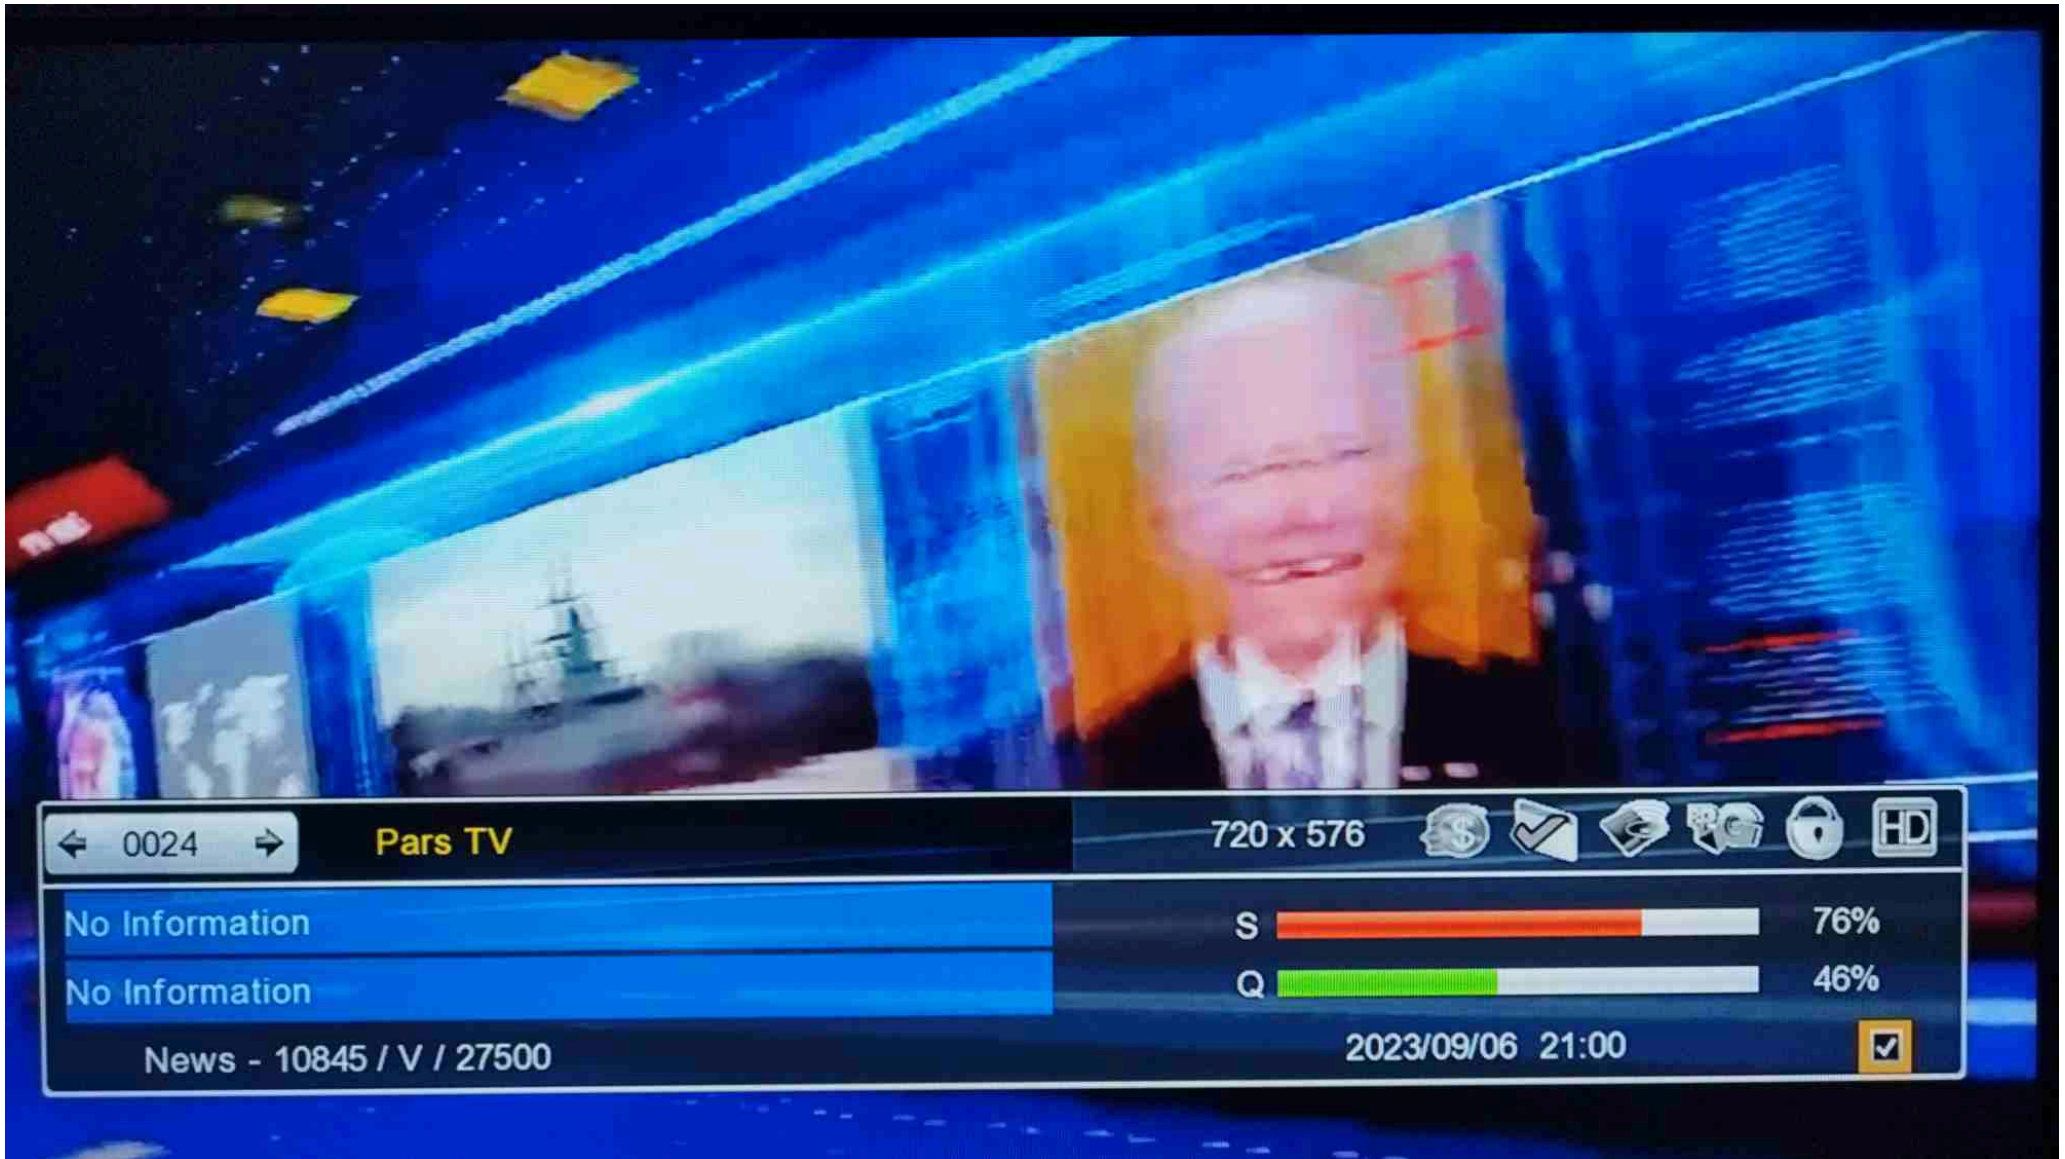 0024 Pars TV 720 x 576 HD
No Information S 76%
No Information Q 46%
News - 10845 / V / 27500 2023/09/06 21:00